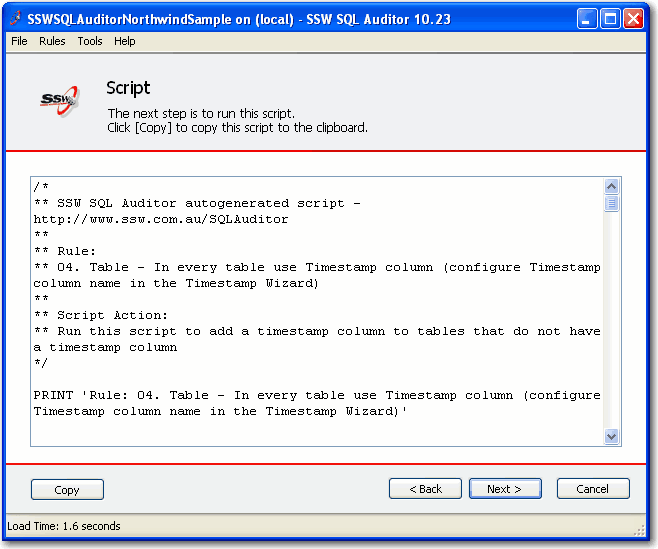 SSWSQLAuditorNorthwindSample on (local) - SSW SQL Auditor 10.23
File Rules Tools Help
SSW
Script
The next step is to run this script.
Click [Copy] to copy this script to the clipboard.
/*
** SSW SQL Auditor autogenerated script -
http://www.ssw.com.au/SQLAuditor
**
** Rule:
** 04. Table - In every table use Timestamp column (configure Timestamp
column name in the Timestamp Wizard)
**
** Script Action:
** Run this script to add a timestamp column to tables that do not have
a timestamp column
*/
PRINT 'Rule: 04. Table - In every table use Timestamp column (configure
Timestamp column name in the Timestamp Wizard)'
Copy < Back Next > Cancel
Load Time: 1.6 seconds